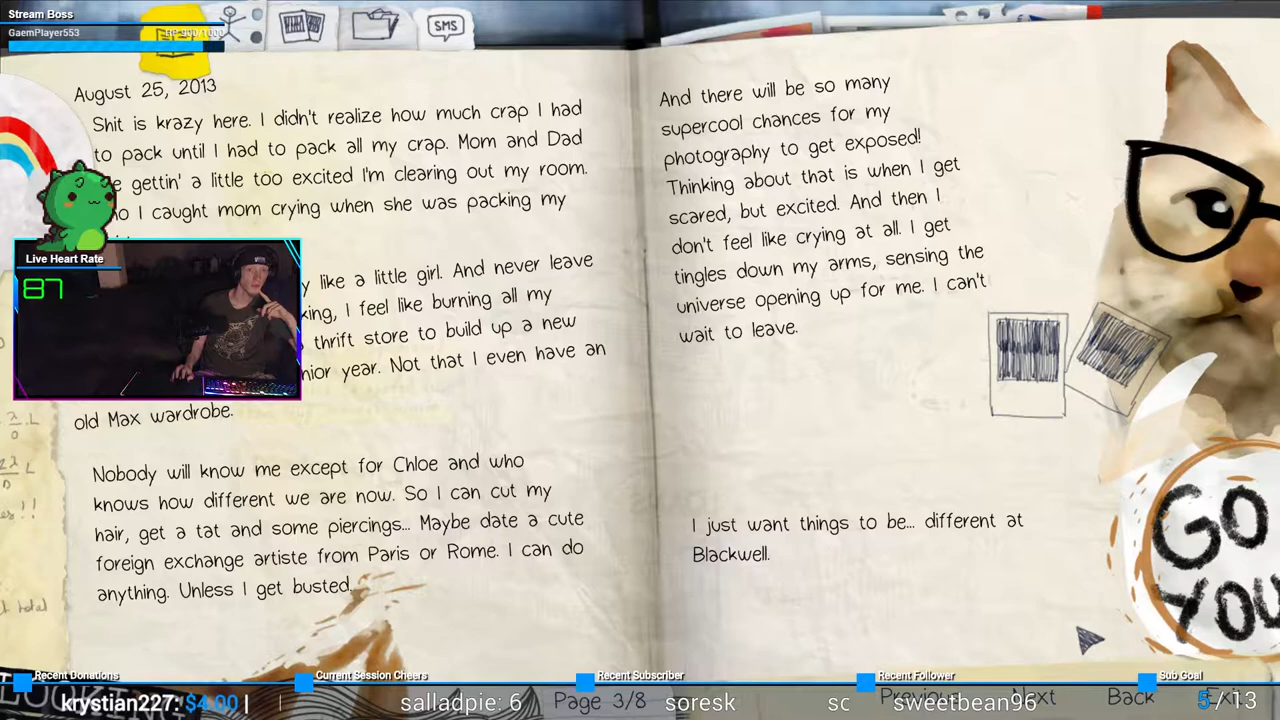 Stream Boss
GaemPlayer553
HP 900/1000
SMS
August 25, 2013
Shit is krazy here. I didn't realize how much crap I had
to pack until I had to pack all my crap. Mom and Dad
gettin' a little too excited I'm clearing out my room.
I caught mom crying when she was packing my
Live Heart Rate
87
like a little girl. And never leave
I feel like burning all my
thrift store to build up a new
year. Not that I even have an
old Max wardrobe.
Nobody will know me except for Chloe and who
knows how different we are now. So I can cut my
hair, get a tat and some piercings... Maybe date a cute
foreign exchange artiste from Paris or Rome. I can do
anything. Unless I get busted.
And there will be so many
supercool chances for my
photography to get exposed!
Thinking about that is when I get
scared, but excited. And then I
don't feel like crying at all. I get
tingles down my arms, sensing the
universe opening up for me. I can't
wait to leave.
I just want things to be... different at
Blackwell.
GO
YOU
total
Recent Donations
krystian227: $4.00 |
Current Session Cheers
salladpie: 6
Page 3/8
Recent Subscriber
soresk
sc
Recent Follower
sweetbean96
Previous
Next
Back
Exit
Sub Goal
5 / 13